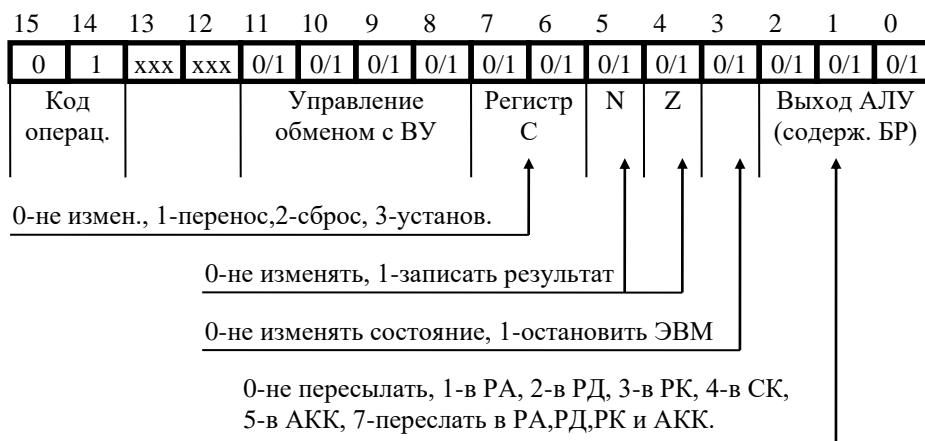 15 14 13 12 11 10 9 8 7 6 5 4 3 2 1 0
0 1 xxx xxx 0/1 0/1 0/1 0/1 0/1 0/1 0/1 0/1 0/1 0/1 0/1 0/1
Код Управление Регистр N Z Выход АЛУ
операц. обменом с ВУ С (содерж. БР)
0-не измен., 1-перенос,2-сброс, 3-установ.
0-не изменять, 1-записать результат
0-не изменять состояние, 1-остановить ЭВМ
0-не пересылать, 1-в РА, 2-в РД, 3-в РК, 4-в СК,
5-в АКК, 7-переслать в РА,РД,РК и АКК.